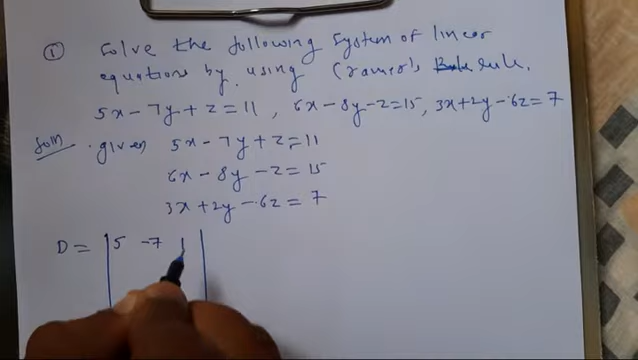 ① Solve the following System of linear
equations by using Cramer's rule.
5x - 7y + z = 11, 6x - 8y - z = 15, 3x + 2y - 6z = 7
Soln . given 5x - 7y + z = 11
6x - 8y - z = 15
3x + 2y - 6z = 7
D = | 5 -7 1 |